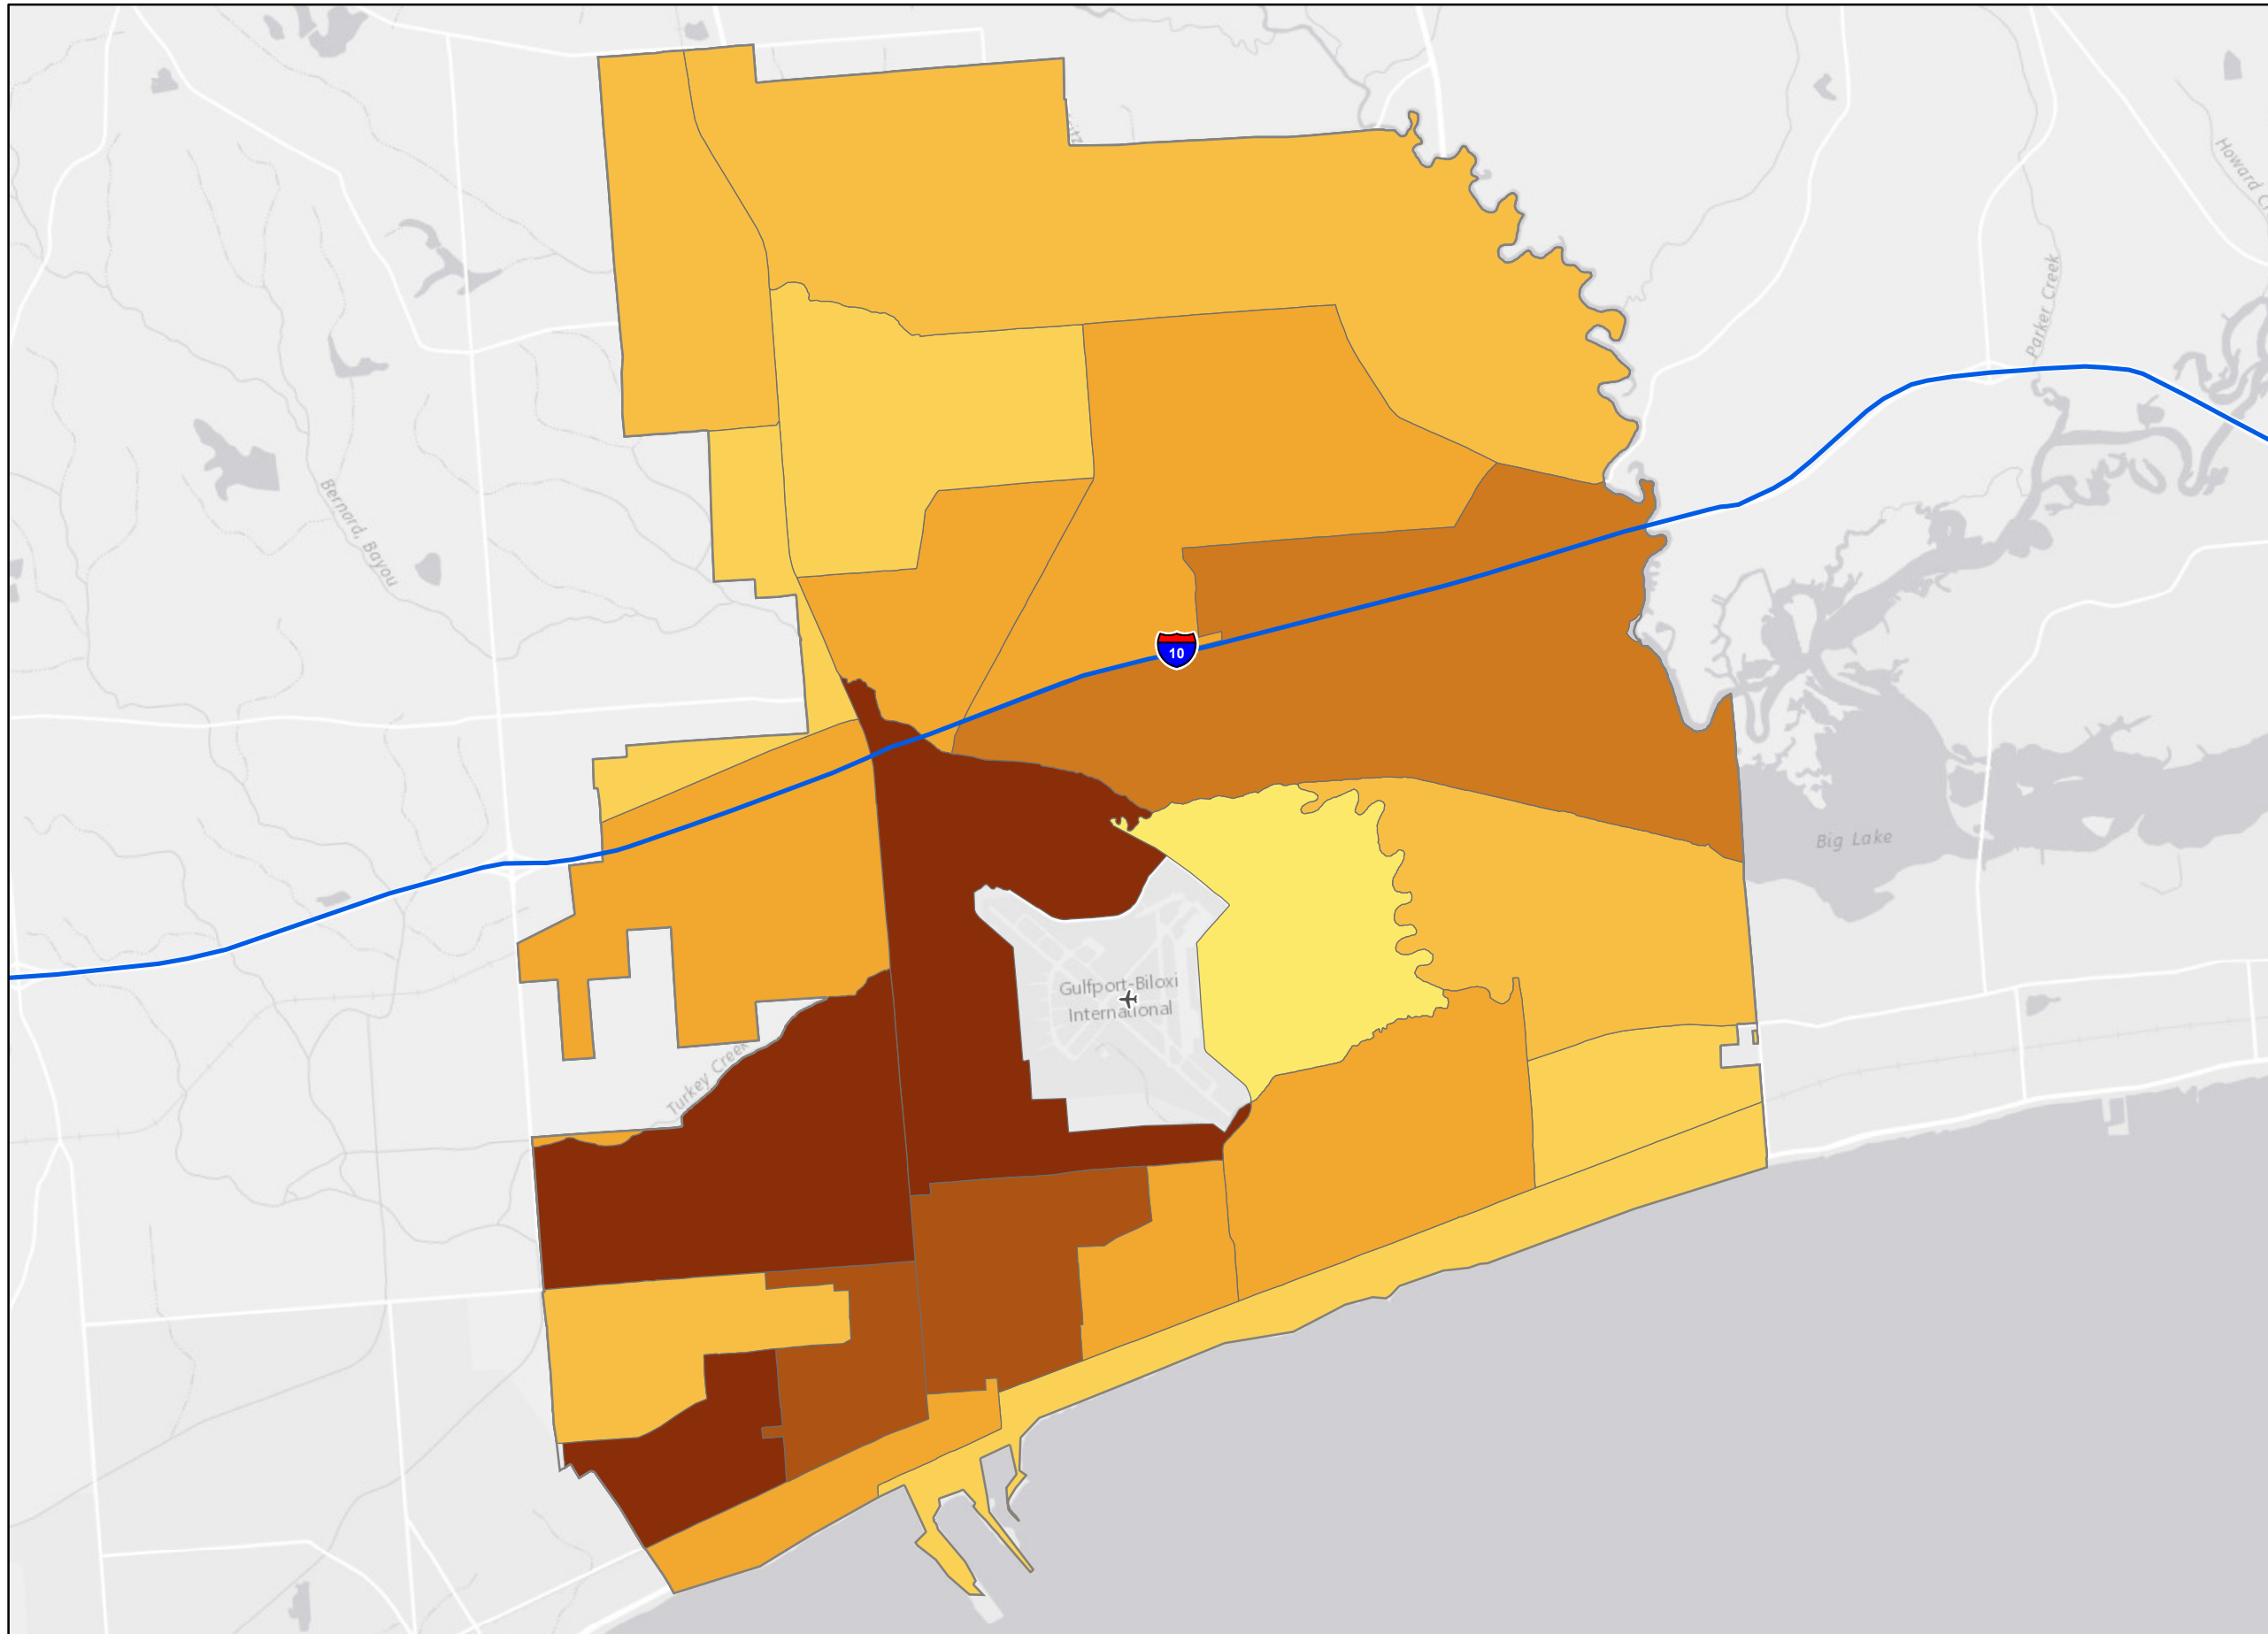 Howard
Parker Creek
Bernard, Bayou
10
Big Lake
Gulfport-Biloxi
International
Turkey Creek